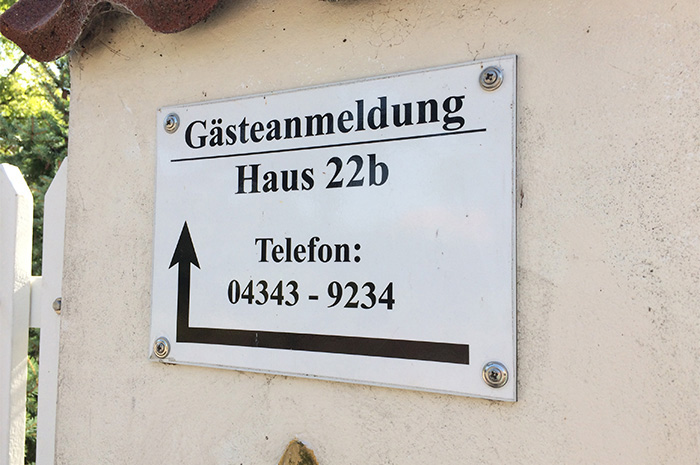 Gästeanmeldung
Haus 22b
Telefon:
04343 - 9234